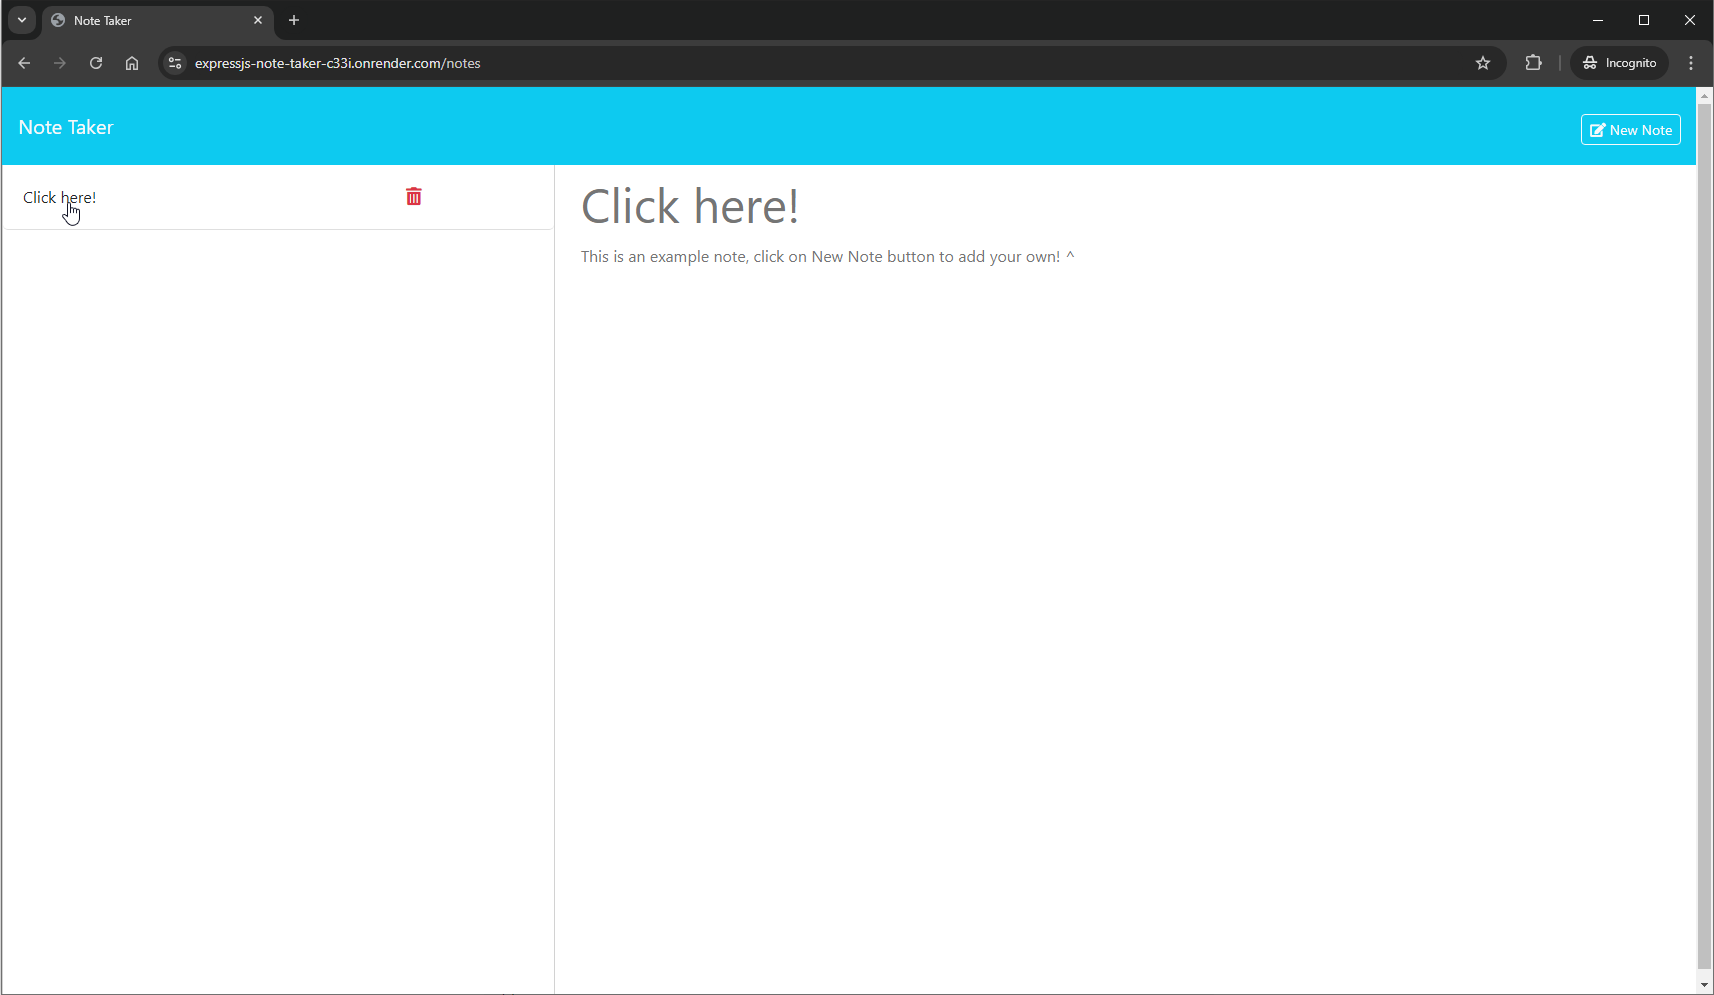 Note Taker
expressjs-note-taker-c33i.onrender.com/notes
Incognito
Note Taker
New Note
Click here!
Click here!
This is an example note, click on New Note button to add your own! ^